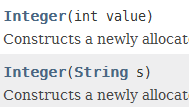 Integer(int value)
Constructs a newly allocat
Integer(String s)
Constructs a newly allocat